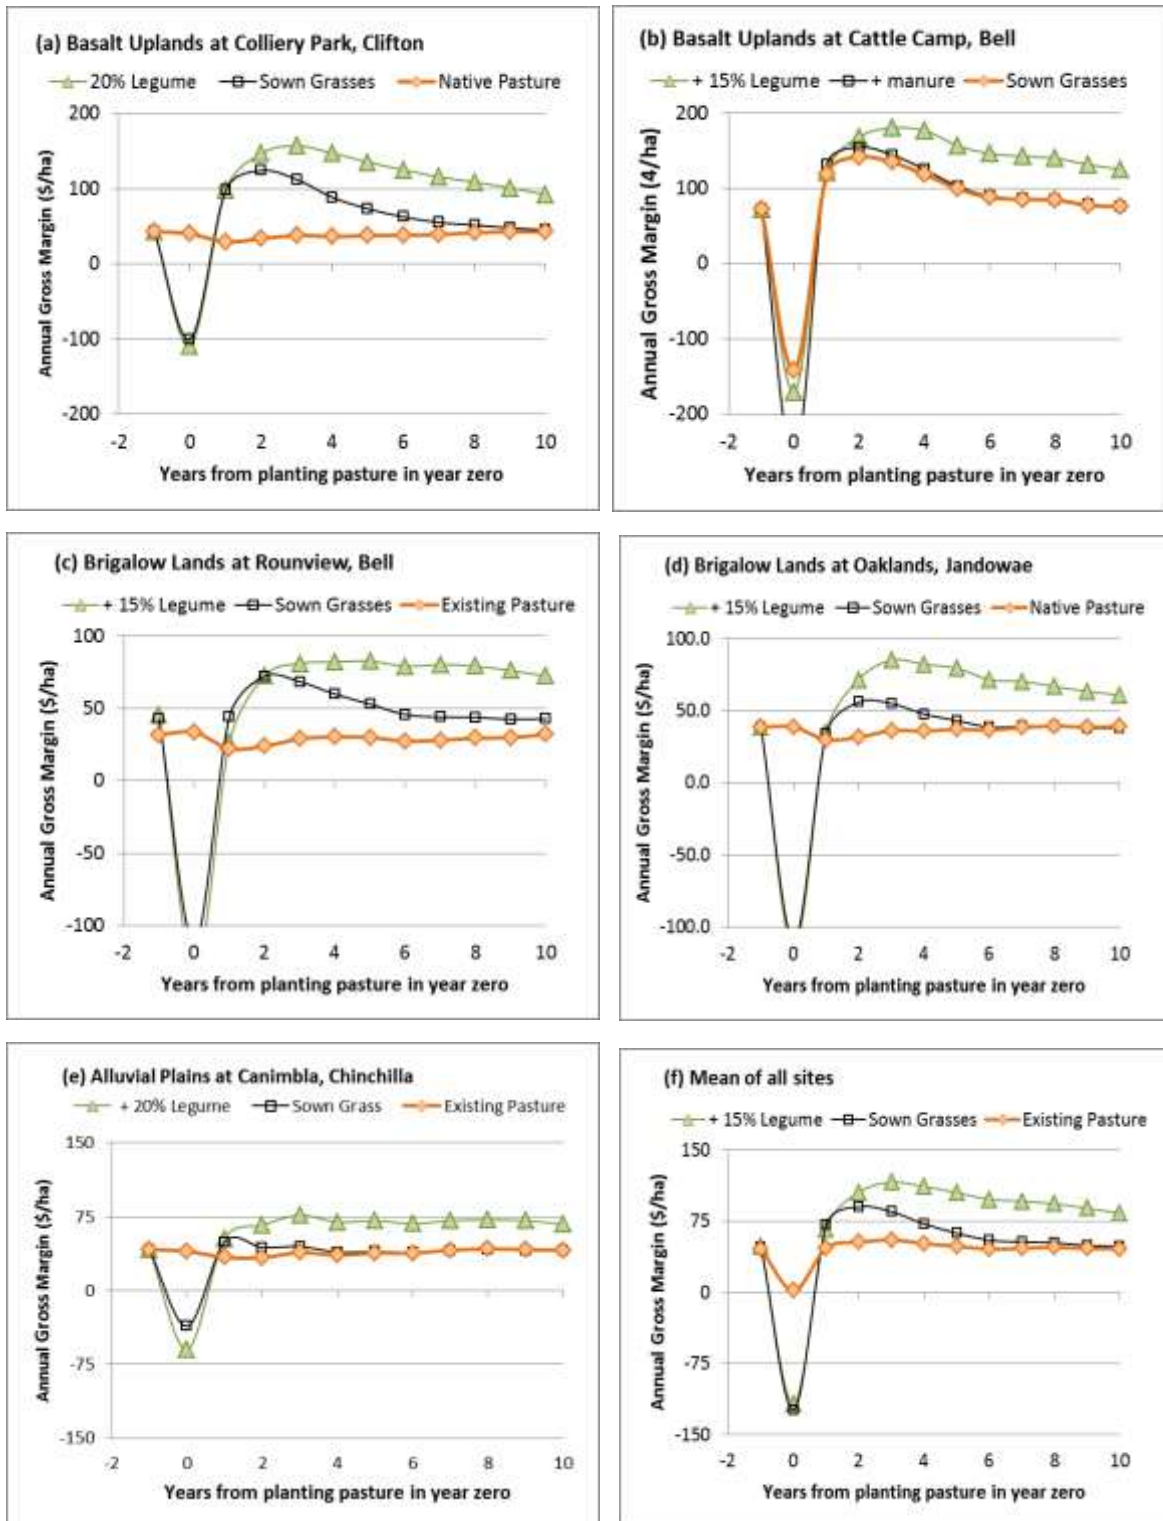 (a) Basalt Uplands at Colliery Park, Clifton
20% Legume Sown Grasses Native Pasture
Annual Gross Margin ($/ha)
200
100
0
-100
-200
-2 0 2 4 6 8 10
Years from planting pasture in year zero
(b) Basalt Uplands at Cattle Camp, Bell
+ 15% Legume + manure Sown Grasses
Annual Gross Margin (4/ha)
200
100
0
-100
-200
-2 0 2 4 6 8 10
Years from planting pasture in year zero
(c) Brigalow Lands at Rounview, Bell
+ 15% Legume Sown Grasses Existing Pasture
Annual Gross Margin ($/ha)
100
50
0
-50
-100
-2 0 2 4 6 8 10
Years from planting pasture in year zero
(d) Brigalow Lands at Oaklands, Jandowae
+ 15% Legume Sown Grasses Native Pasture
Annual Gross Margin ($/ha)
100.0
50.0
0.0
-50.0
-100.0
-2 0 2 4 6 8 10
Years from planting pasture in year zero
(e) Alluvial Plains at Canimbla, Chinchilla
+ 20% Legume Sown Grass Existing Pasture
Annual Gross Margin ($/ha)
150
75
0
-75
-150
-2 0 2 4 6 8 10
Years from planting pasture in year zero
(f) Mean of all sites
+ 15% Legume Sown Grasses Existing Pasture
Annual Gross Margin ($/ha)
150
75
0
-75
-150
-2 0 2 4 6 8 10
Years from planting pasture in year zero